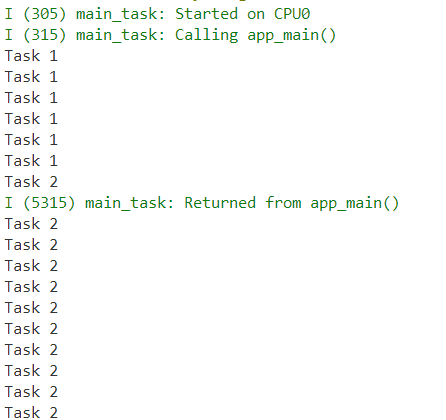 I (305) main_task: Started on CPU0
I (315) main_task: Calling app_main()
Task 1
Task 1
Task 1
Task 1
Task 1
Task 1
Task 2
I (5315) main_task: Returned from app_main()
Task 2
Task 2
Task 2
Task 2
Task 2
Task 2
Task 2
Task 2
Task 2
Task 2